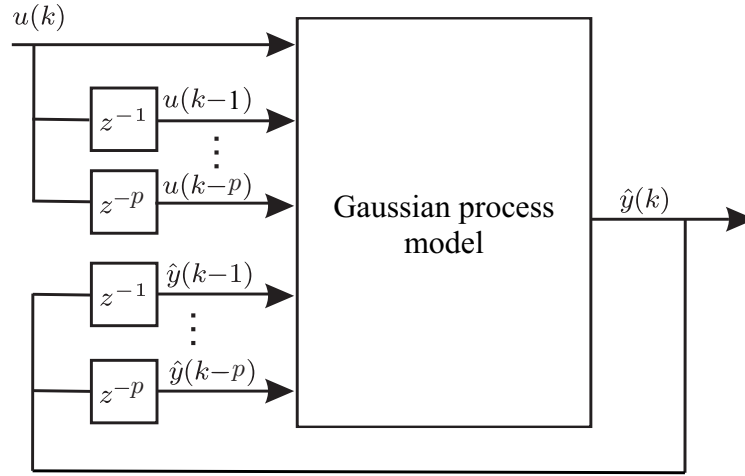 u(k)
z⁻¹
u(k−1)
⋮
z⁻ᵖ
u(k−p)
Gaussian process
model
ŷ(k)
z⁻¹
ŷ(k−1)
⋮
z⁻ᵖ
ŷ(k−p)